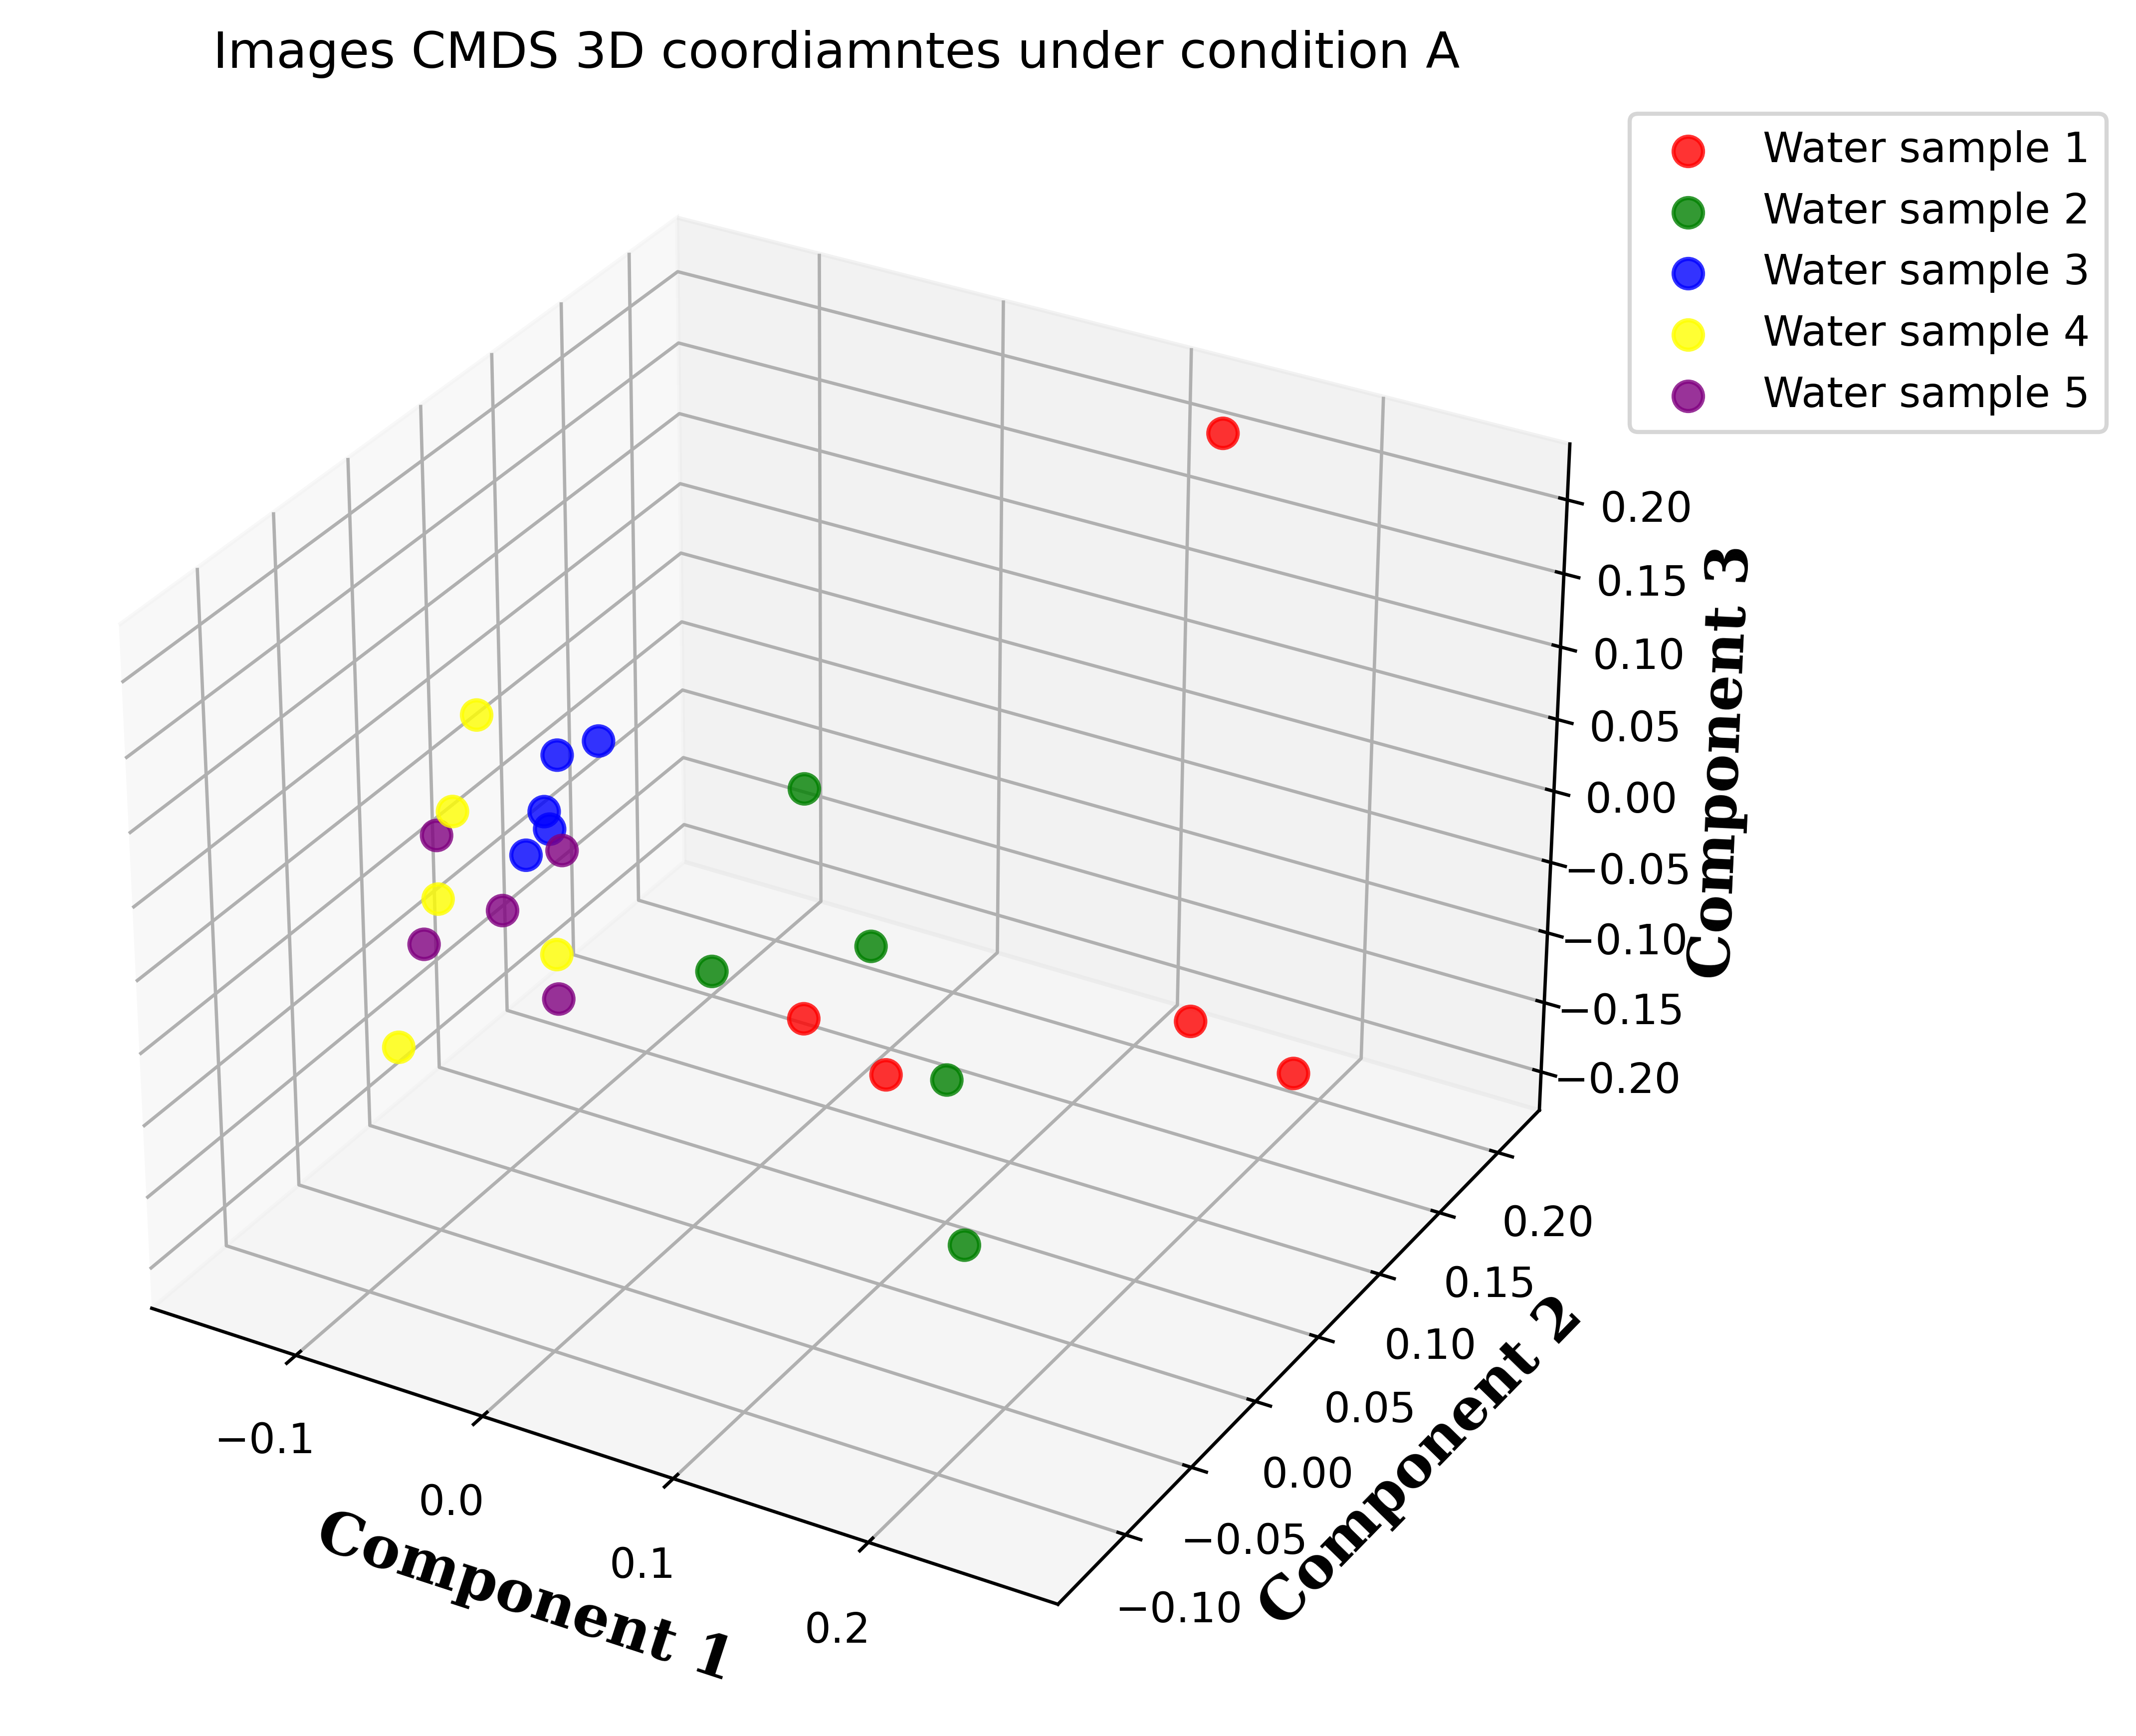 Images CMDS 3D coordiamntes under condition A
Water sample 1
Water sample 2
Water sample 3
Water sample 4
Water sample 5
0.20
0.15
0.10
0.05
0.00
−0.05
−0.10
−0.15
−0.20
Component 3
0.20
0.15
0.10
0.05
0.00
−0.05
−0.10
Component 2
−0.1
0.0
0.1
0.2
Component 1